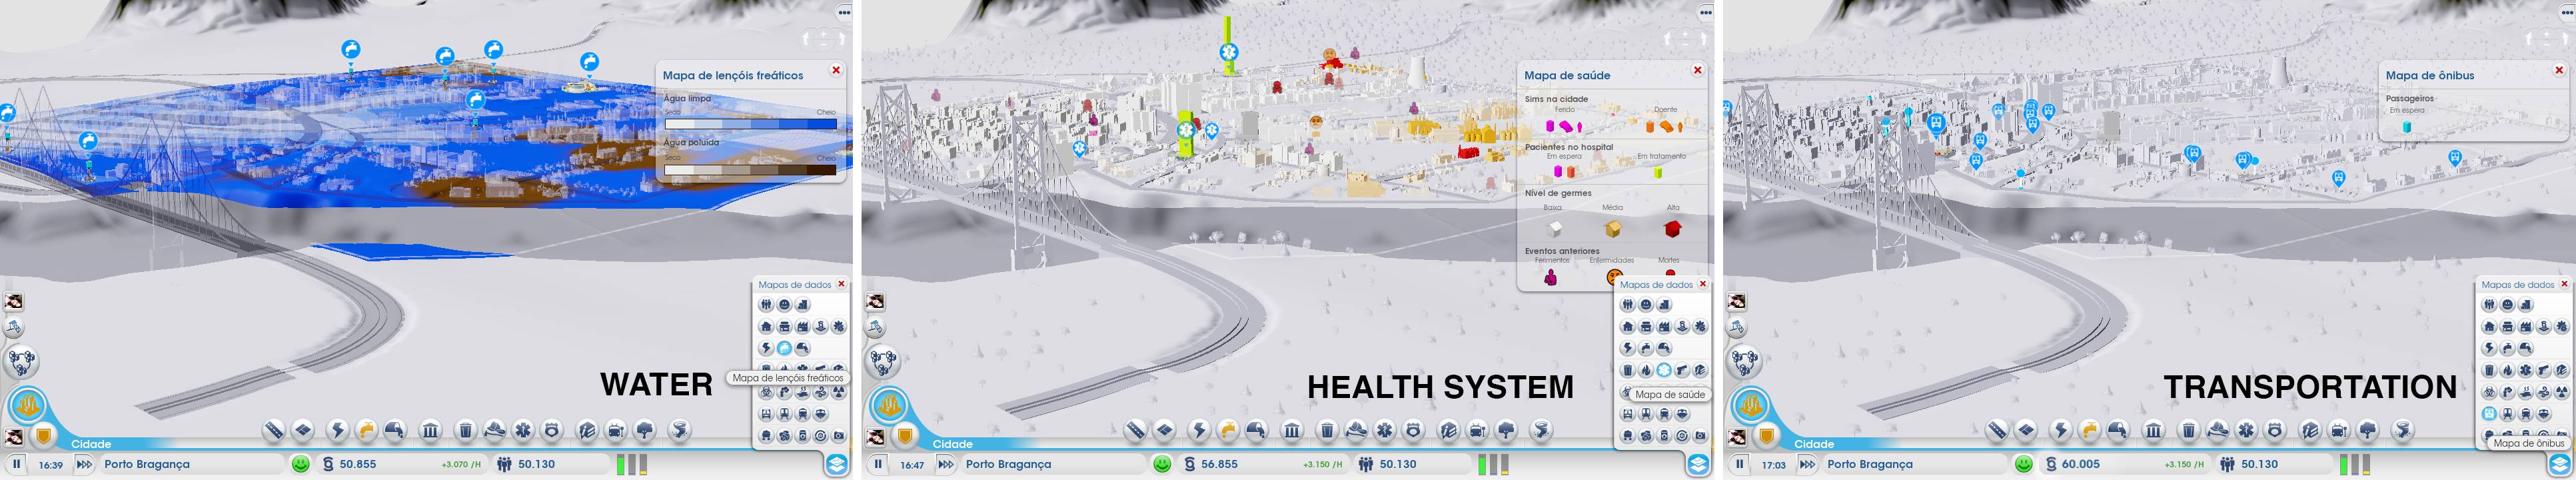 Mapa de lençóis freáticos
Água limpa
Seco
Cheio
Água poluída
Seco
Cheio
Mapas de dados
Mapa de lençóis freáticos
WATER
Cidade
16:39
Porto Bragança
50.855
+3.070 /H
50.130
Mapa de saúde
Sims na cidade
Ferido
Doente
Pacientes no hospital
Em espera
Em tratamento
Nível de germes
Baixa
Média
Alta
Eventos anteriores
Ferimentos
Enfermidades
Mortes
Mapas de dados
Mapa de saúde
HEALTH SYSTEM
Cidade
16:47
Porto Bragança
56.855
+3.150 /H
50.130
Mapa de ônibus
Passageiros
Em espera
Mapas de dados
TRANSPORTATION
Mapa de ônibus
Cidade
17:03
Porto Bragança
60.005
+3.150 /H
50.130